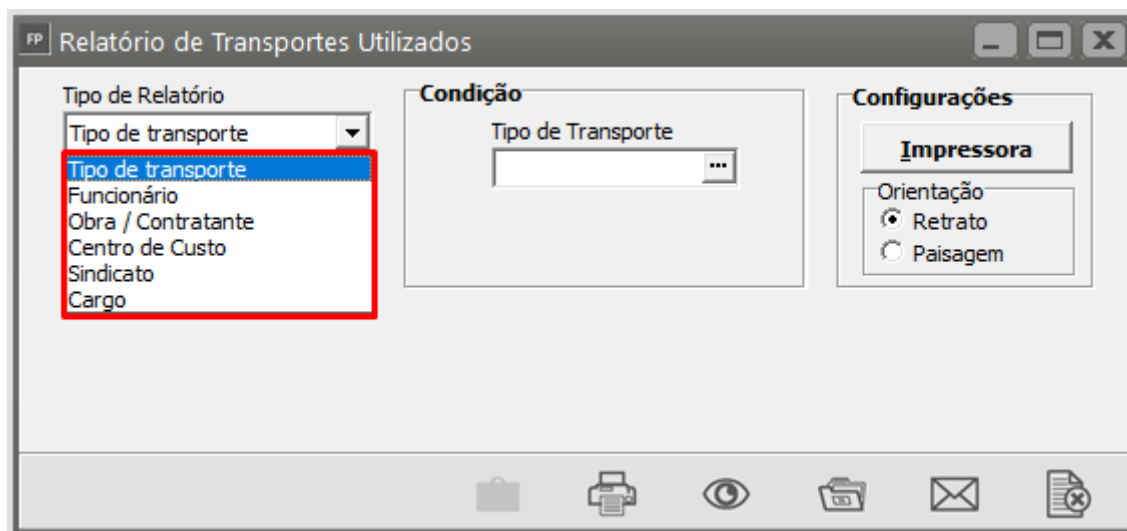 FP Relatório de Transportes Utilizados
Tipo de Relatório
Tipo de transporte
Tipo de transporte
Funcionário
Obra / Contratante
Centro de Custo
Sindicato
Cargo
Condição
Tipo de Transporte
...
Configurações
Impressora
Orientação
Retrato
Paisagem